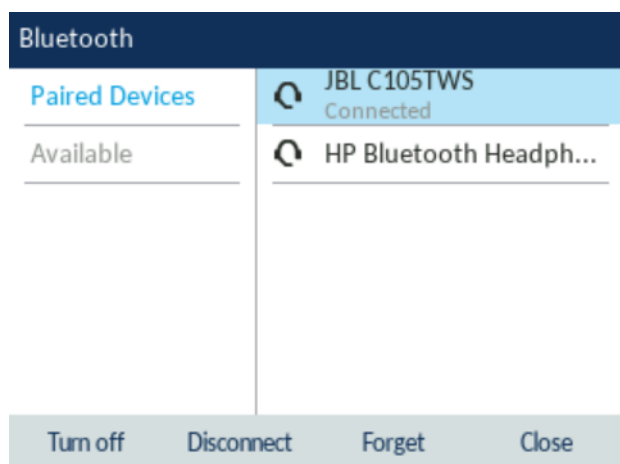 Bluetooth
Paired Devices
Available
JBL C105TWS
Connected
HP Bluetooth Headph...
Turn off Disconnect Forget Close